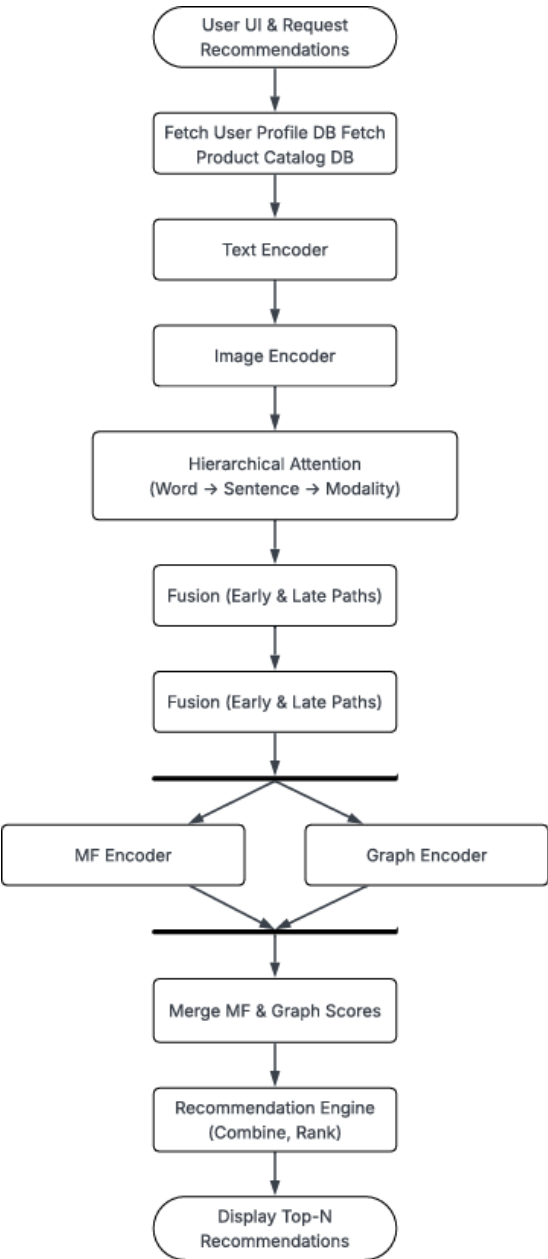 User UI & Request
Recommendations
Fetch User Profile DB Fetch
Product Catalog DB
Text Encoder
Image Encoder
Hierarchical Attention
(Word → Sentence → Modality)
Fusion (Early & Late Paths)
Fusion (Early & Late Paths)
MF Encoder
Graph Encoder
Merge MF & Graph Scores
Recommendation Engine
(Combine, Rank)
Display Top-N
Recommendations